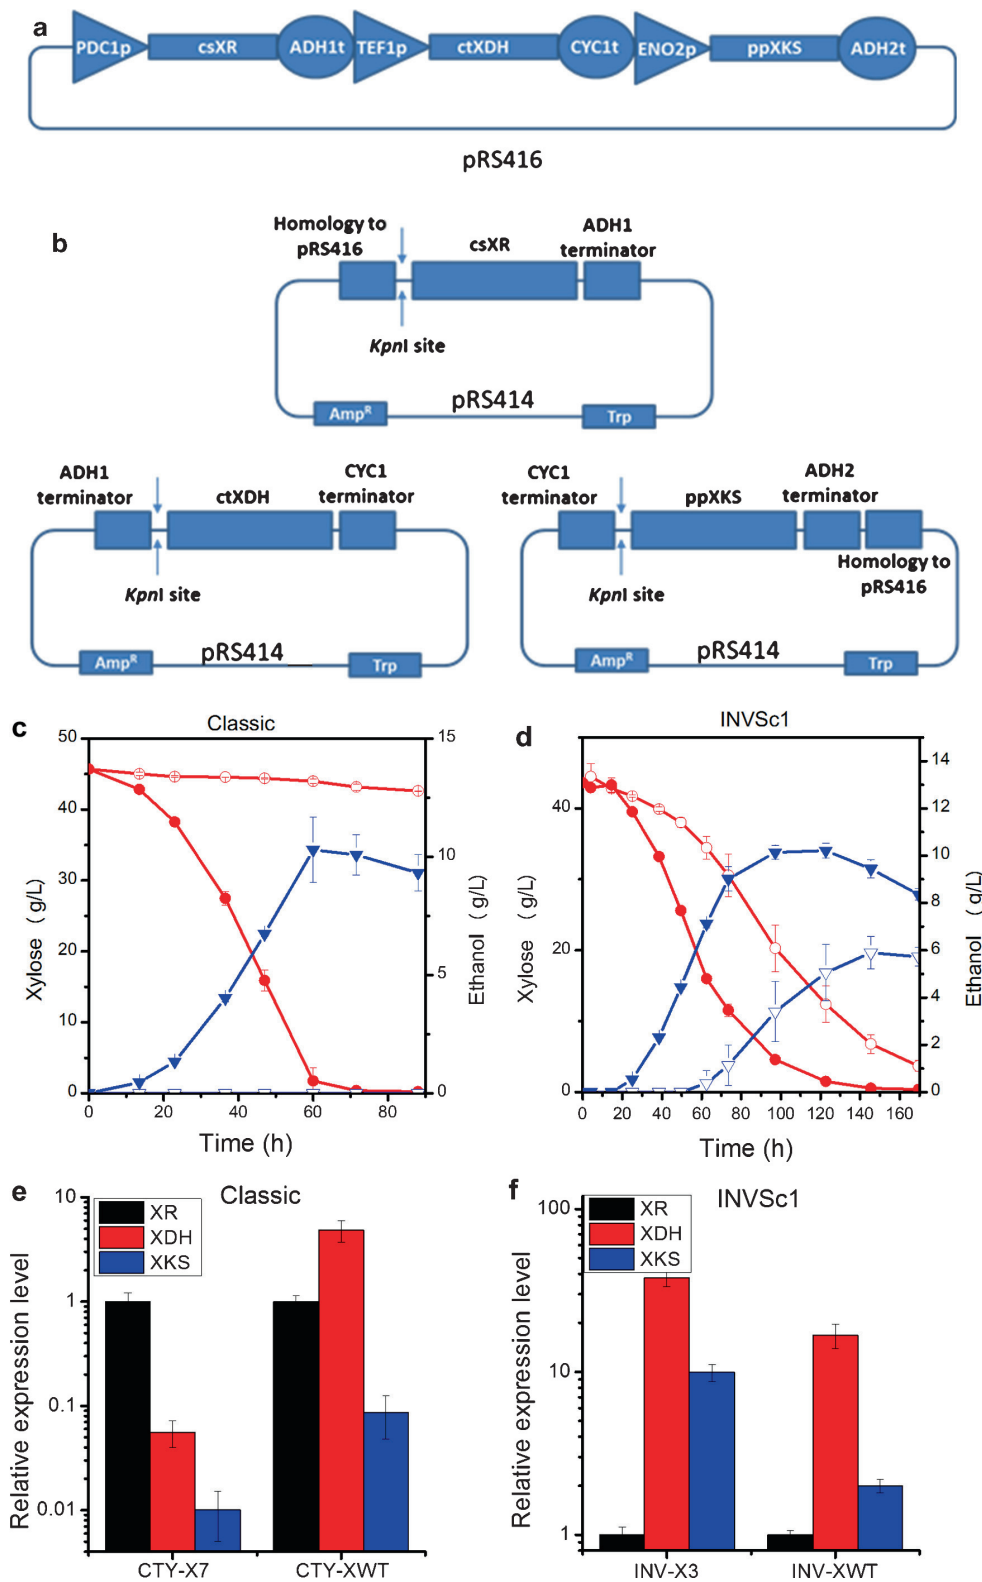 a
PDC1p csXR ADH1t TEF1p ctXDH CYC1t ENO2p ppXKS ADH2t
pRS416
b
Homology to
pRS416
csXR
ADH1
terminator
KpnI site
AmpR pRS414 Trp
ADH1
terminator
ctXDH
CYC1
terminator
KpnI site
AmpR pRS414 Trp
CYC1
terminator
ppXKS
ADH2
terminator
Homology to
pRS416
KpnI site
AmpR pRS414 Trp
c
Classic
50
40
30
20
10
0
Xylose (g/L)
15
10
5
0
Ethanol (g/L)
0 20 40 60 80
Time (h)
d
INVSc1
40
20
0
Xylose (g/L)
14
12
10
8
6
4
2
0
Ethanol (g/L)
0 20 40 60 80 100 120 140 160
Time (h)
e
Classic
XR
XDH
XKS
10
1
0.1
0.01
Relative expression level
CTY-X7 CTY-XWT
f
INVSc1
XR
XDH
XKS
100
10
1
Relative expression level
INV-X3 INV-XWT